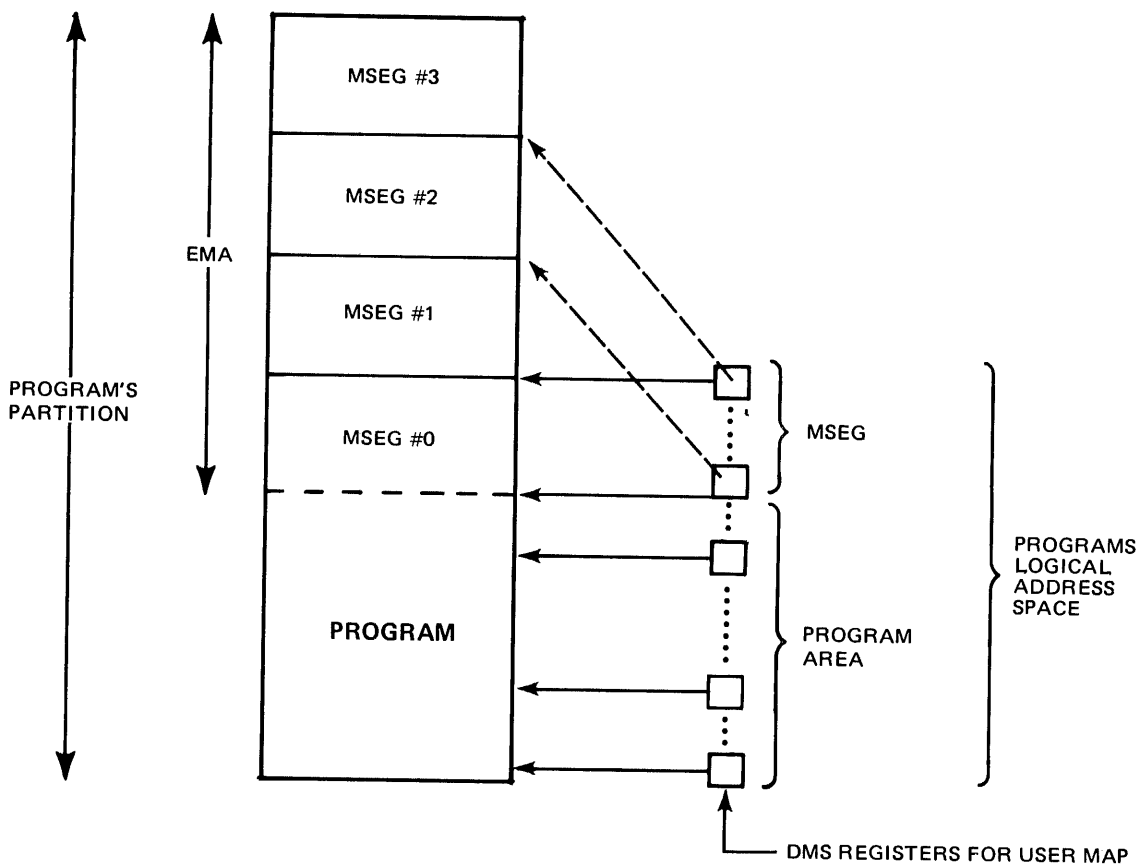 MSEG #3
MSEG #2
EMA
MSEG #1
PROGRAM'S
PARTITION
MSEG #0
MSEG
PROGRAM
PROGRAM
AREA
PROGRAMS
LOGICAL
ADDRESS
SPACE
DMS REGISTERS FOR USER MAP